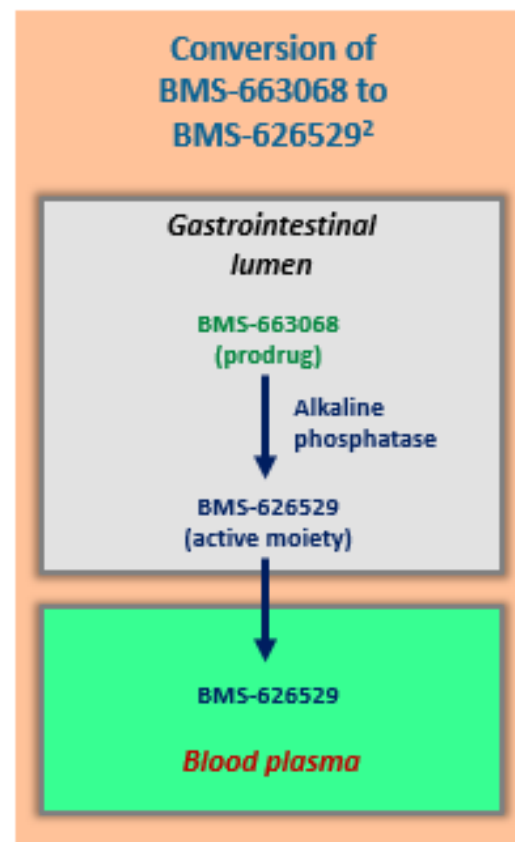 Conversion of
BMS-663068 to
BMS-626529²
Gastrointestinal
lumen
BMS-663068
(prodrug)
Alkaline
phosphatase
BMS-626529
(active moiety)
BMS-626529
Blood plasma